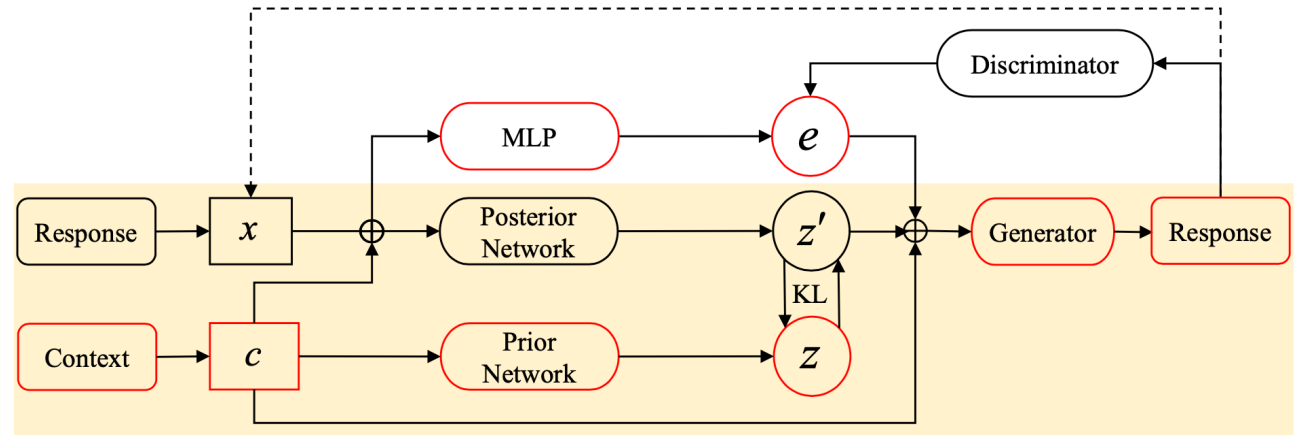 Discriminator
MLP
e
Response
x
Posterior
Network
z′
Generator
Response
KL
Context
c
Prior
Network
z